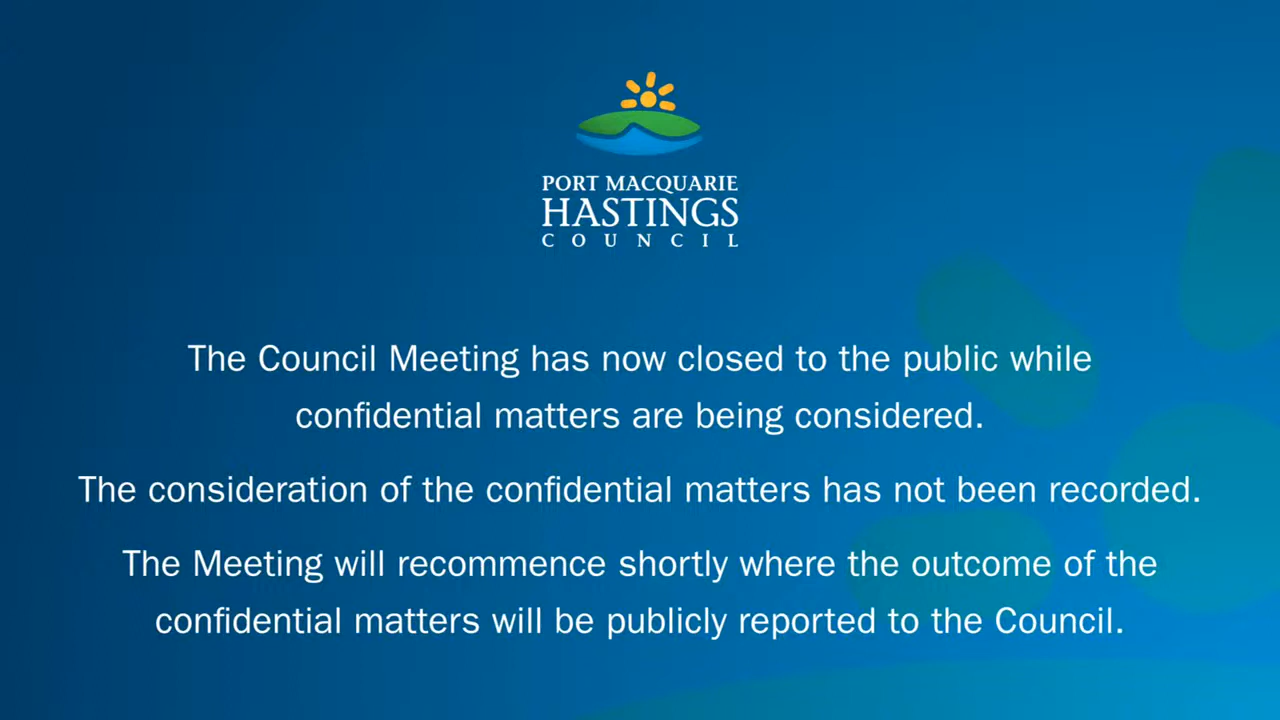 PORT MACQUARIE
HASTINGS
COUNCIL
The Council Meeting has now closed to the public while
confidential matters are being considered.
The consideration of the confidential matters has not been recorded.
The Meeting will recommence shortly where the outcome of the
confidential matters will be publicly reported to the Council.